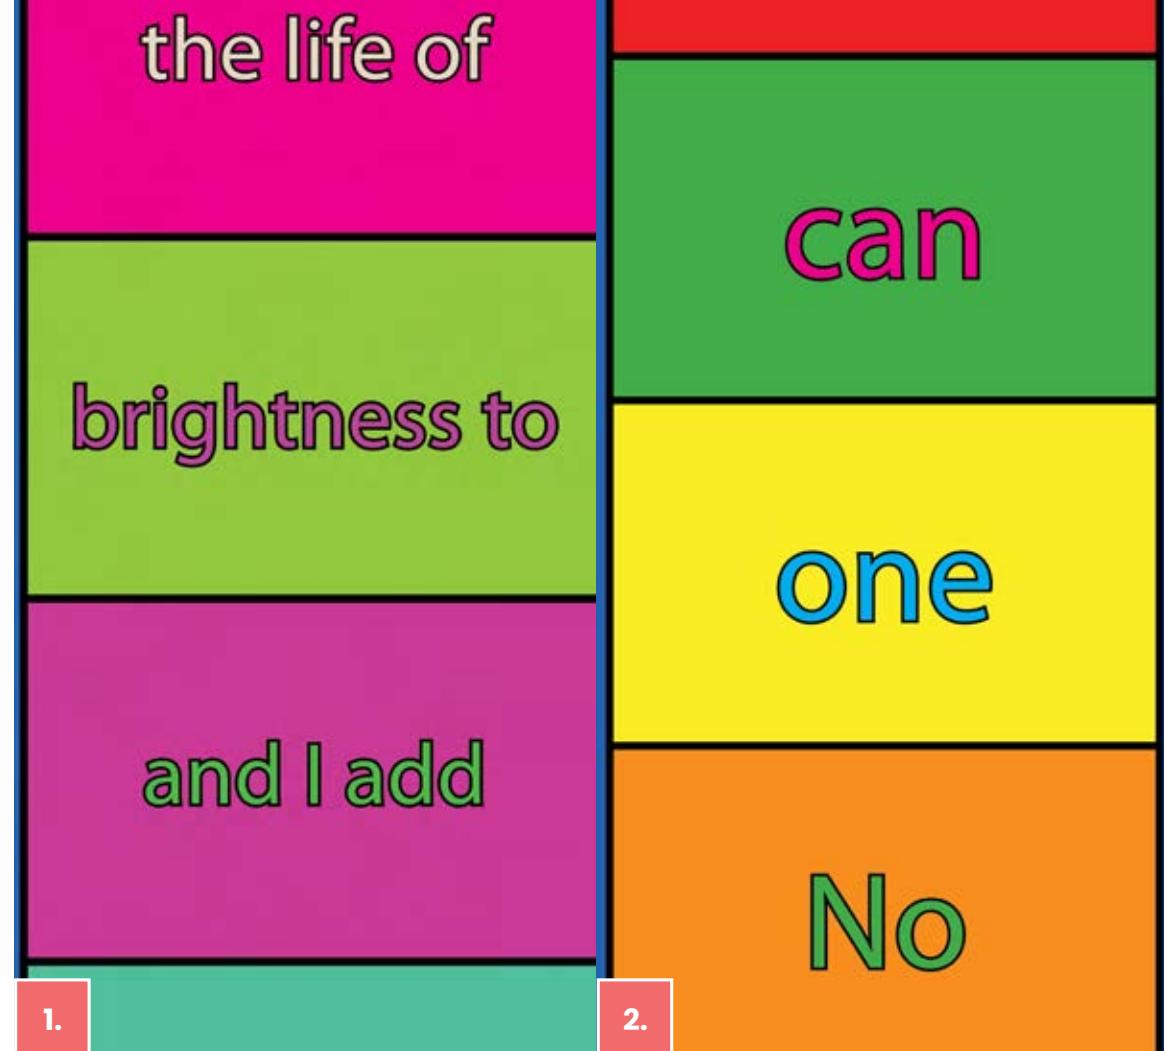 the life of
brightness to
and I add
1.
can
one
No
2.